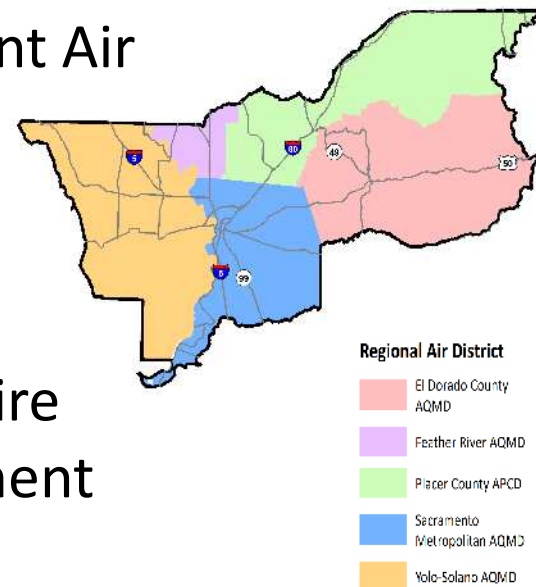 nt Air
5
80
49
50
5
99
ire
nent
Regional Air District
El Dorado County
AQMD
Feather River AQMD
Placer County APCD
Sacramento
Metropolitan AQMD
Yolo-Solano AQMD